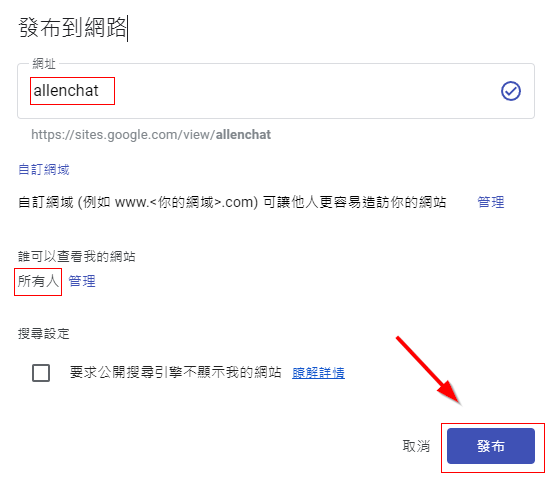 發布到網路
網址
allenchat
https://sites.google.com/view/allenchat
自訂網域
自訂網域 (例如 www.<你的網域>.com) 可讓他人更容易造訪你的網站 管理
誰可以查看我的網站
所有人 管理
搜尋設定
要求公開搜尋引擎不顯示我的網站 瞭解詳情
取消 發布